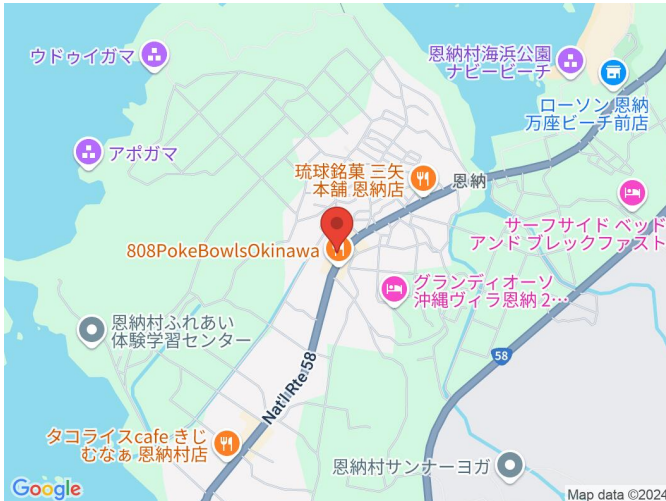 ウドゥイガマ
恩納村海浜公園
ナビービーチ
ローソン 恩納
万座ビーチ前店
アポガマ
琉球銘菓 三矢
本舗 恩納店
恩納
サーフサイド ベッド
アンド ブレックファスト
808PokeBowlsOkinawa
グランディオーソ
沖縄ヴィラ恩納 2...
恩納村ふれあい
体験学習センター
58
Nat'l Rte 58
タコライスcafe きじ
むなぁ 恩納村店
恩納村サンナーヨガ
Google
Map data ©2024